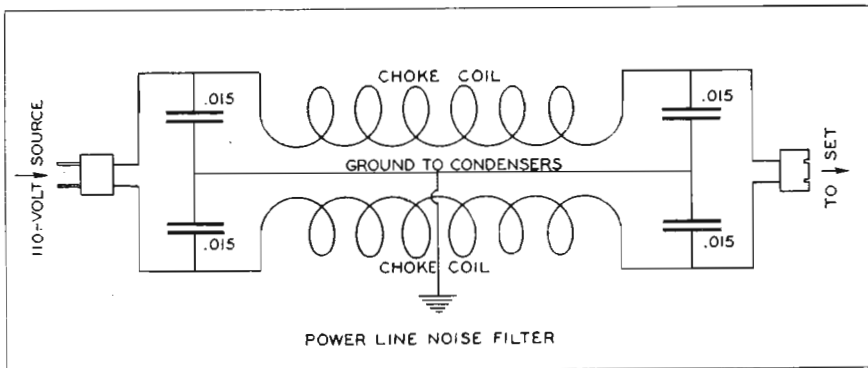 110-VOLT SOURCE
.015
CHOKE COIL
.015
GROUND TO CONDENSERS
TO SET
.015
CHOKE COIL
.015
POWER LINE NOISE FILTER